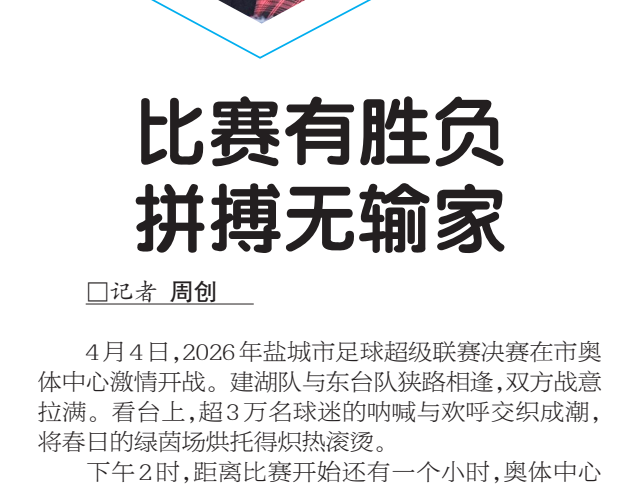 比赛有胜负
拼搏无输家
□记者 周创
4月4日,2026年盐城市足球超级联赛决赛在市奥
体中心激情开战。建湖队与东台队狭路相逢,双方战意
拉满。看台上,超3万名球迷的呐喊与欢呼交织成潮,
将春日的绿茵场烘托得炽热滚烫。
下午2时,距离比赛开始还有一个小时,奥体中心